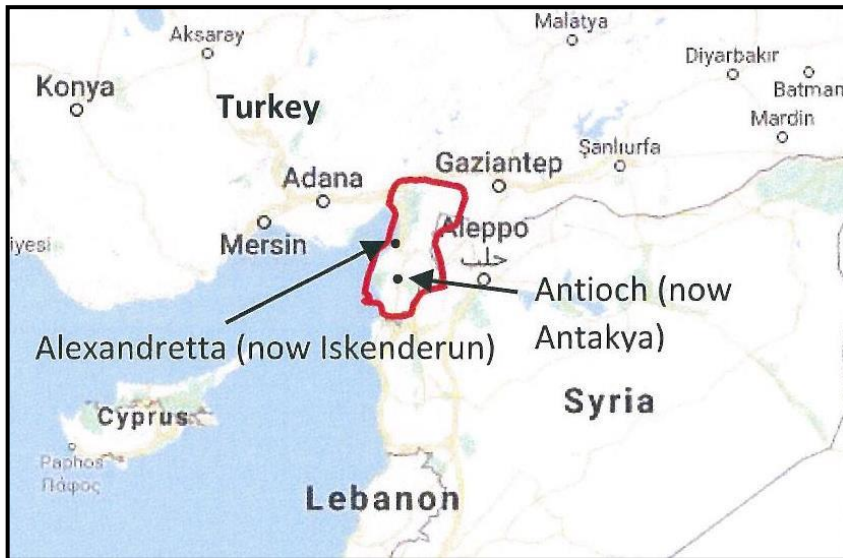 Aksaray
Malatya
Diyarbakır
Batman
Konya
Turkey
Mardin
Şanlıurfa
Gaziantep
Adana
Aleppo
حلب
Mersin
iyesi
Antioch (now
Antakya)
Alexandretta (now Iskenderun)
Syria
Cyprus
Paphos
Πάφος
Lebanon